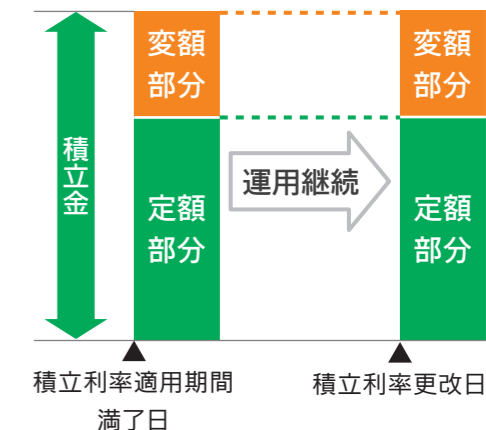 変額
部分
変額
部分
積立金
定額
部分
運用継続
定額
部分
積立利率適用期間
満了日
積立利率更改日